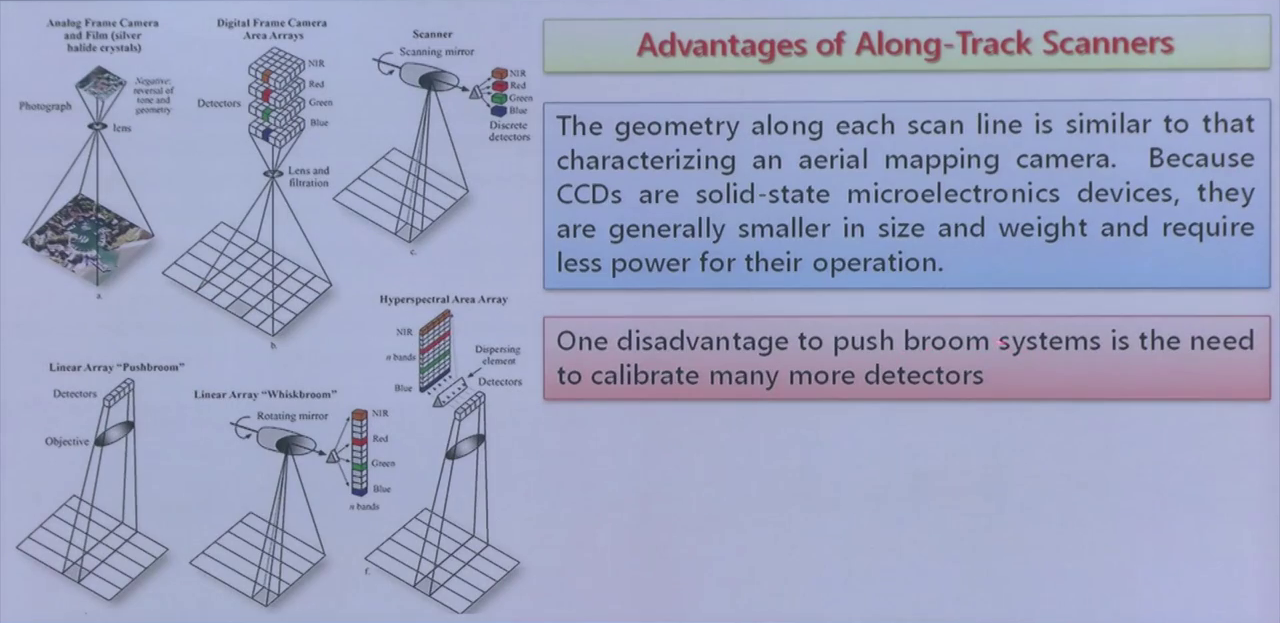 Analog Frame Camera
and Film (silver
halide crystals)
Negative:
reversal of
tone and
geometry
Photograph
lens
a.
Digital Frame Camera
Area Arrays
NIR
Red
Detectors
Green
Blue
Lens and
filtration
b.
Scanner
Scanning mirror
NIR
Red
Green
Blue
Discrete
detectors
c.
Linear Array "Pushbroom"
Detectors
Objective
Linear Array "Whiskbroom"
Rotating mirror
NIR
Red
Green
Blue
n bands
Hyperspectral Area Array
NIR
n bands
Blue
Dispersing
element
Detectors
f.
Advantages of Along-Track Scanners
The geometry along each scan line is similar to that
characterizing an aerial mapping camera. Because
CCDs are solid-state microelectronics devices, they
are generally smaller in size and weight and require
less power for their operation.
One disadvantage to push broom systems is the need
to calibrate many more detectors